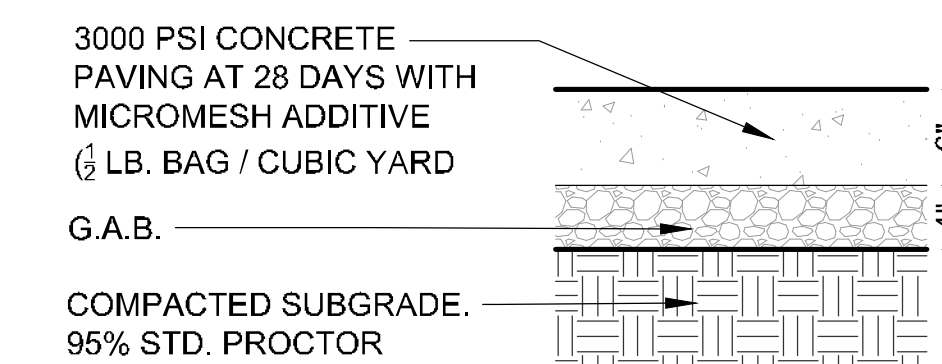 3000 PSI CONCRETE
PAVING AT 28 DAYS WITH
MICROMESH ADDITIVE
(½ LB. BAG / CUBIC YARD
G.A.B.
COMPACTED SUBGRADE.
95% STD. PROCTOR